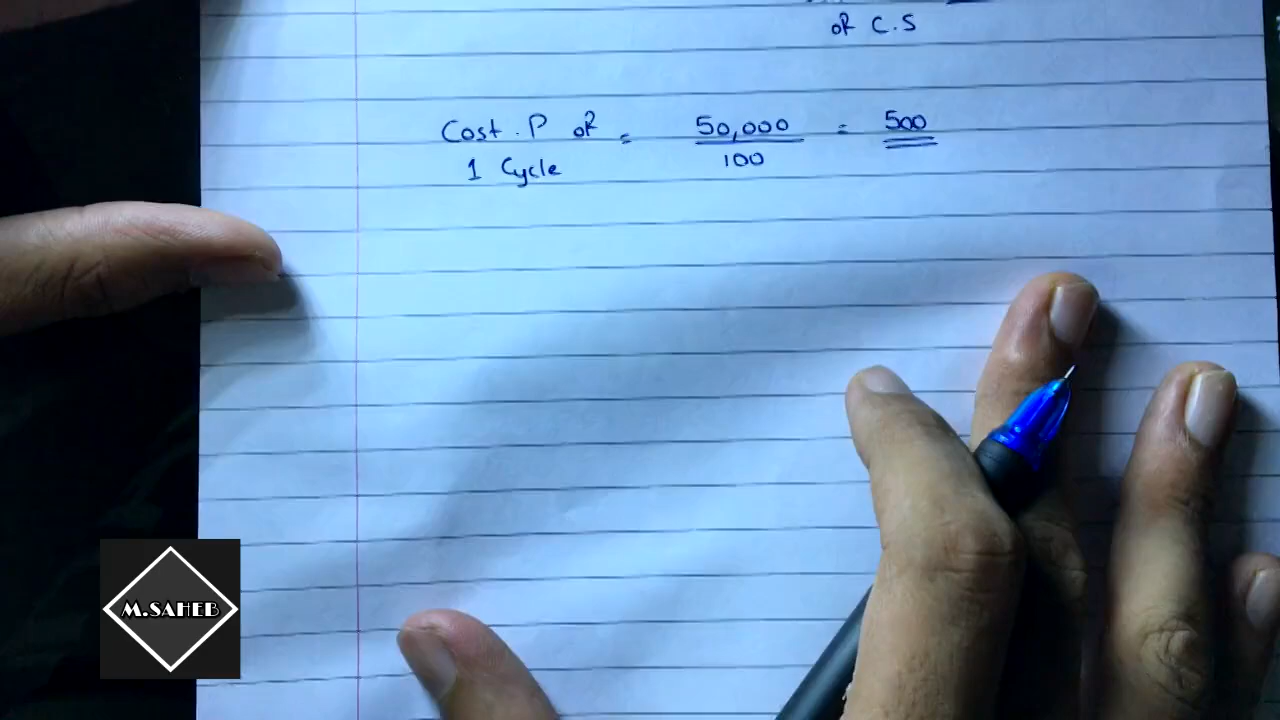 of C.S
Cost. P of = 50,000 / 100 = 500
1 Cycle
M.SAHEB